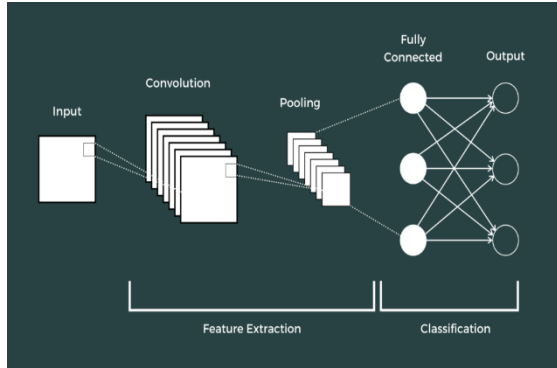 Input
Convolution
Pooling
Fully
Connected
Output
Feature Extraction
Classification